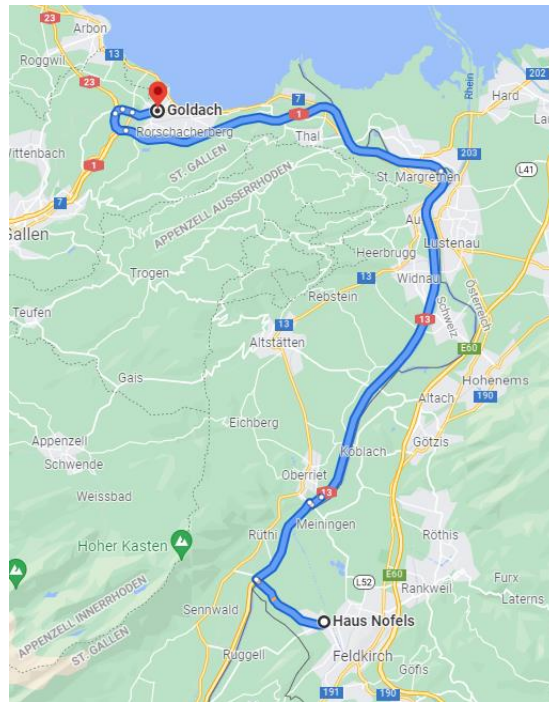 23
Arbon
Roggwil
13
23
Goldach
Rorschacherberg
7
1
Thal
Rhein
202
Hard
Lau
203
Wittenbach
1
ST. GALLEN
APPENZELL AUSSERRHODEN
St. Margrethen
L41
7
Gallen
Au
Lustenau
Heerbrugg
13
Widnau
Trogen
Rebstein
Schweiz
Österreich
Teufen
13
13
E60
Altstätten
Hohenems
Gais
Altach
190
Eichberg
Götzis
Appenzell
Schwende
Koblach
Weissbad
Oberriet
13
Meiningen
Röthis
Hoher Kasten
Rüthi
L52
E60
Rankweil
Furx
Laterns
Sennwald
APPENZELL INNERRHODEN
ST. GALLEN
Haus Nofels
Ruggell
Feldkirch
Göfis
191
190